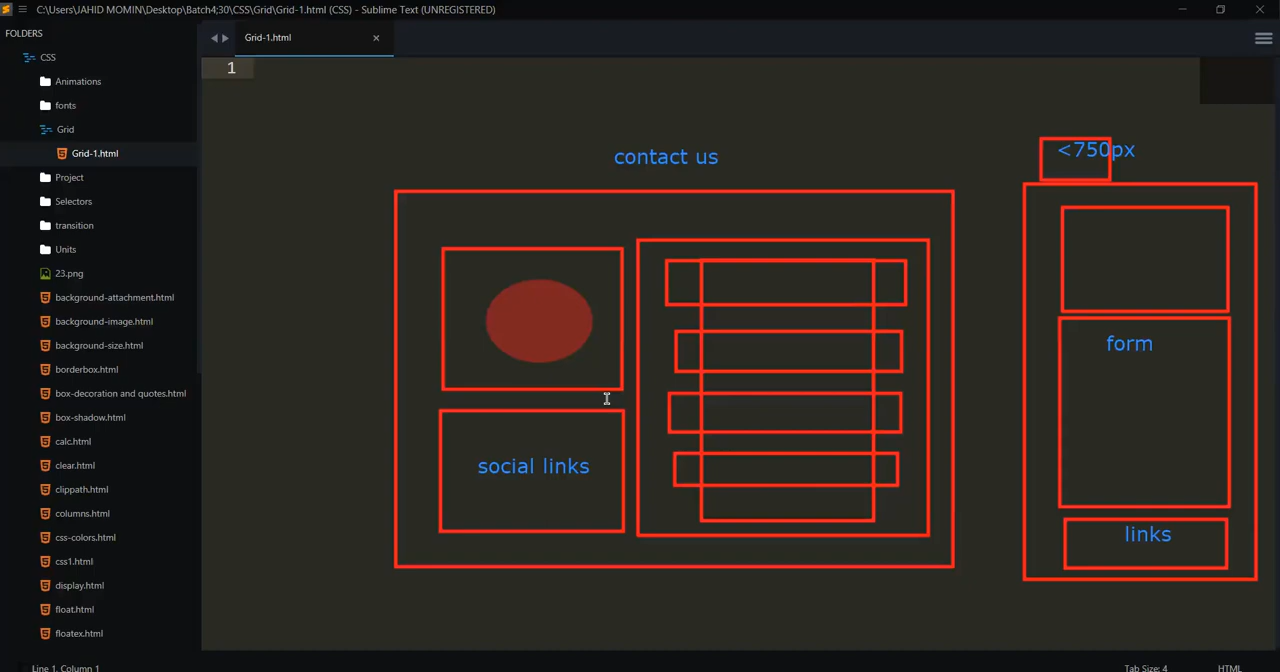 C:\Users\JAHID MOMIN\Desktop\Batch4;30\CSS\Grid\Grid-1.html (CSS) - Sublime Text (UNREGISTERED)
FOLDERS
CSS
Animations
fonts
Grid
Grid-1.html
Project
Selectors
transition
Units
23.png
background-attachment.html
background-image.html
background-size.html
borderbox.html
box-decoration and quotes.html
box-shadow.html
calc.html
clear.html
clippath.html
columns.html
css-colors.html
css1.html
display.html
float.html
floatex.html
Grid-1.html
1
contact us
social links
<750px
form
links
Line 1, Column 1
Tab Size: 4
HTML